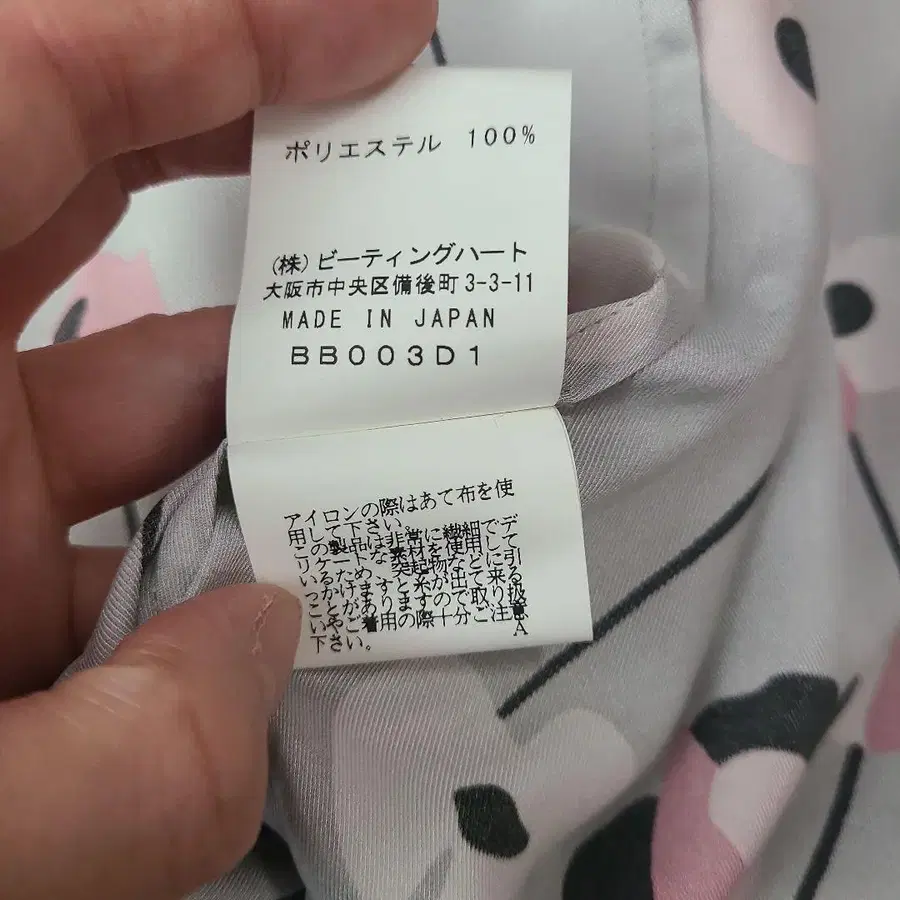 ポリエステル 100%
(株)ビーティングハート
大阪市中央区備後町3-3-11
MADE IN JAPAN
BB003D1
アイロンの際はあて布を使
用して下さい。
この製品は非常に繊細でデ
リケートな素材を使用して
いるため、突起物などに引
っかけますと糸が出て来る
ことがありますので取り扱
いやご着用の際十分ご注意
下さい。
A